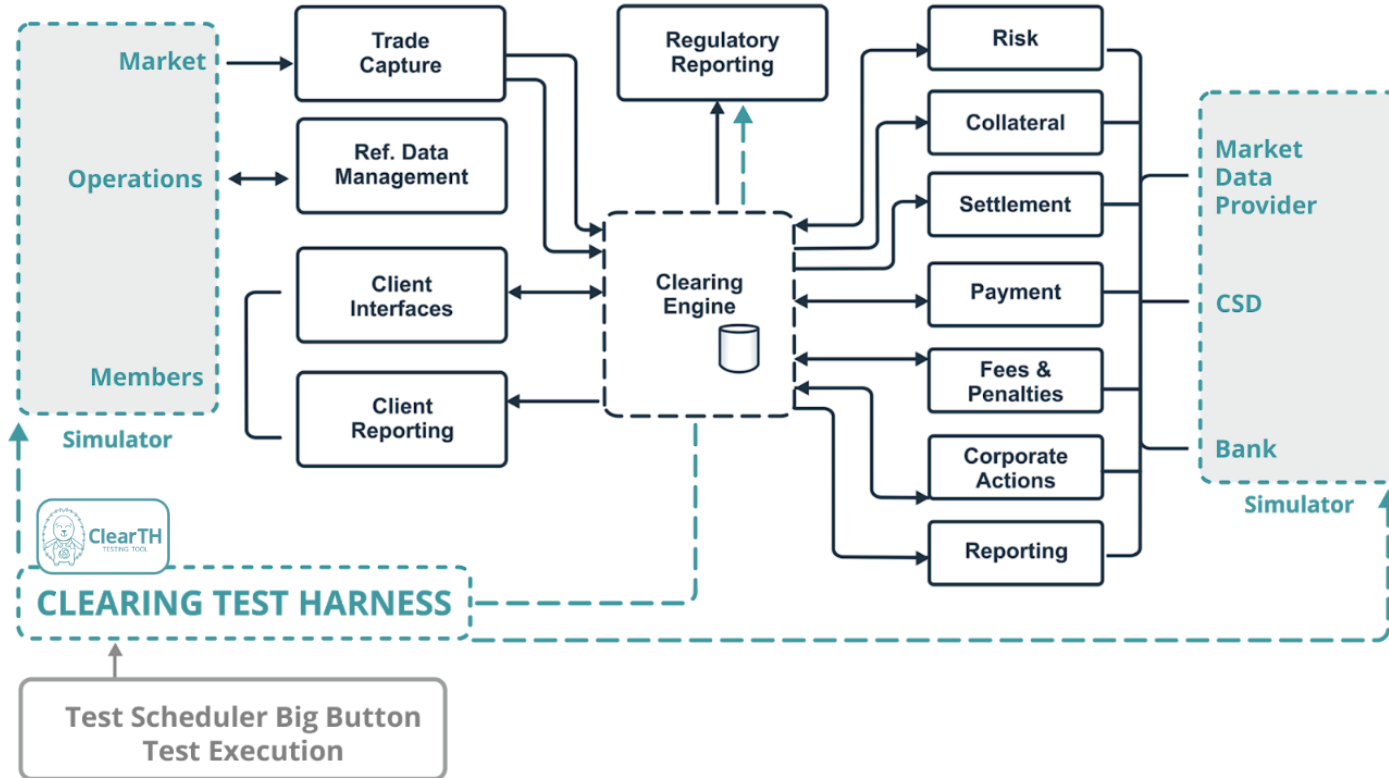 Market
Operations
Members
Simulator
Trade
Capture
Ref. Data
Management
Client
Interfaces
Client
Reporting
Regulatory
Reporting
Clearing
Engine
Risk
Collateral
Settlement
Payment
Fees &
Penalties
Corporate
Actions
Reporting
Market
Data
Provider
CSD
Bank
Simulator
ClearTH
TESTING TOOL
CLEARING TEST HARNESS
Test Scheduler Big Button
Test Execution